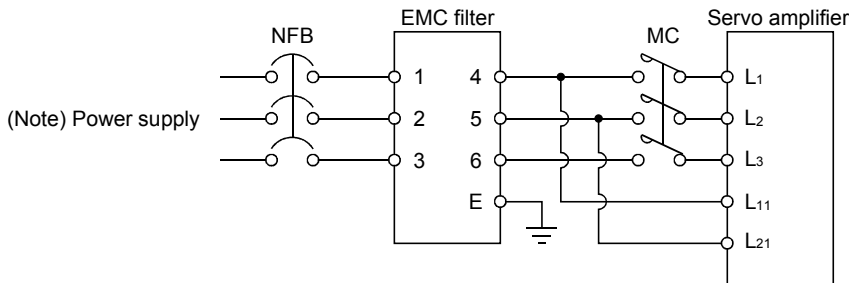 EMC filter
Servo amplifier
NFB
MC
1
4
L1
(Note) Power supply
2
5
L2
3
6
L3
E
L11
L21